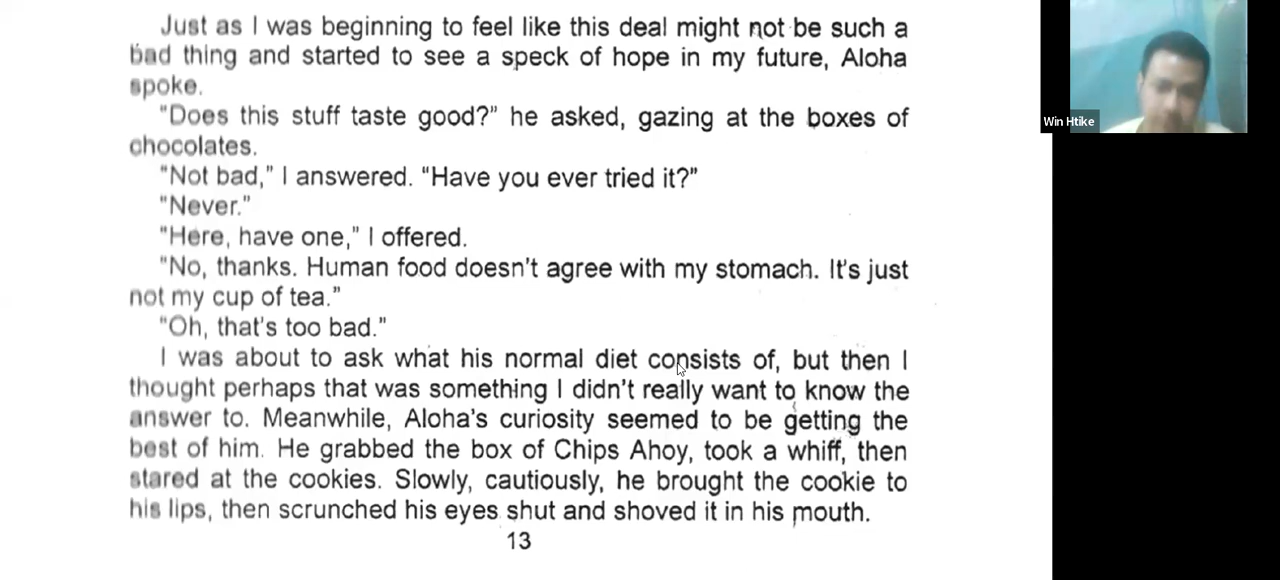 Just as I was beginning to feel like this deal might not be such a
bad thing and started to see a speck of hope in my future, Aloha
spoke.
"Does this stuff taste good?" he asked, gazing at the boxes of
chocolates.
"Not bad," I answered. "Have you ever tried it?"
"Never."
"Here, have one," I offered.
"No, thanks. Human food doesn't agree with my stomach. It's just
not my cup of tea."
"Oh, that's too bad."
I was about to ask what his normal diet consists of, but then I
thought perhaps that was something I didn't really want to know the
answer to. Meanwhile, Aloha's curiosity seemed to be getting the
best of him. He grabbed the box of Chips Ahoy, took a whiff, then
stared at the cookies. Slowly, cautiously, he brought the cookie to
his lips, then scrunched his eyes shut and shoved it in his mouth.
13
Win Htike